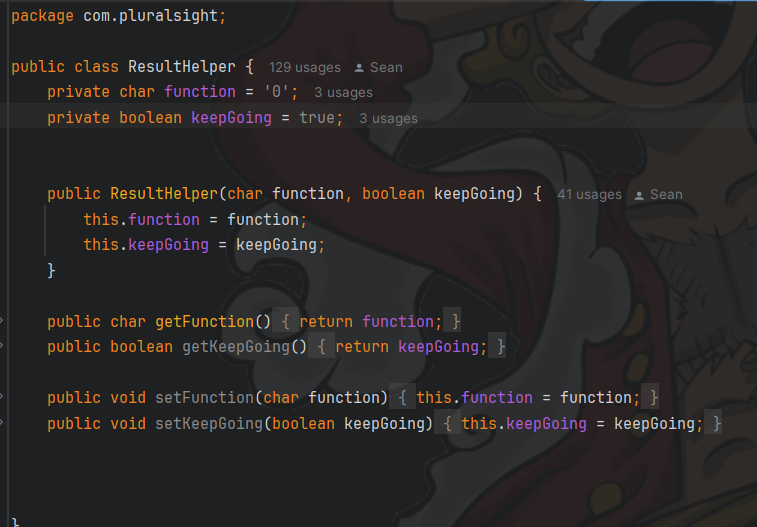 package com.pluralsight;
public class ResultHelper { 129 usages Sean
private char function = '0'; 3 usages
private boolean keepGoing = true; 3 usages
public ResultHelper(char function, boolean keepGoing) { 41 usages Sean
this.function = function;
this.keepGoing = keepGoing;
}
public char getFunction() { return function; }
public boolean getKeepGoing() { return keepGoing; }
public void setFunction(char function) { this.function = function; }
public void setKeepGoing(boolean keepGoing) { this.keepGoing = keepGoing; }
}